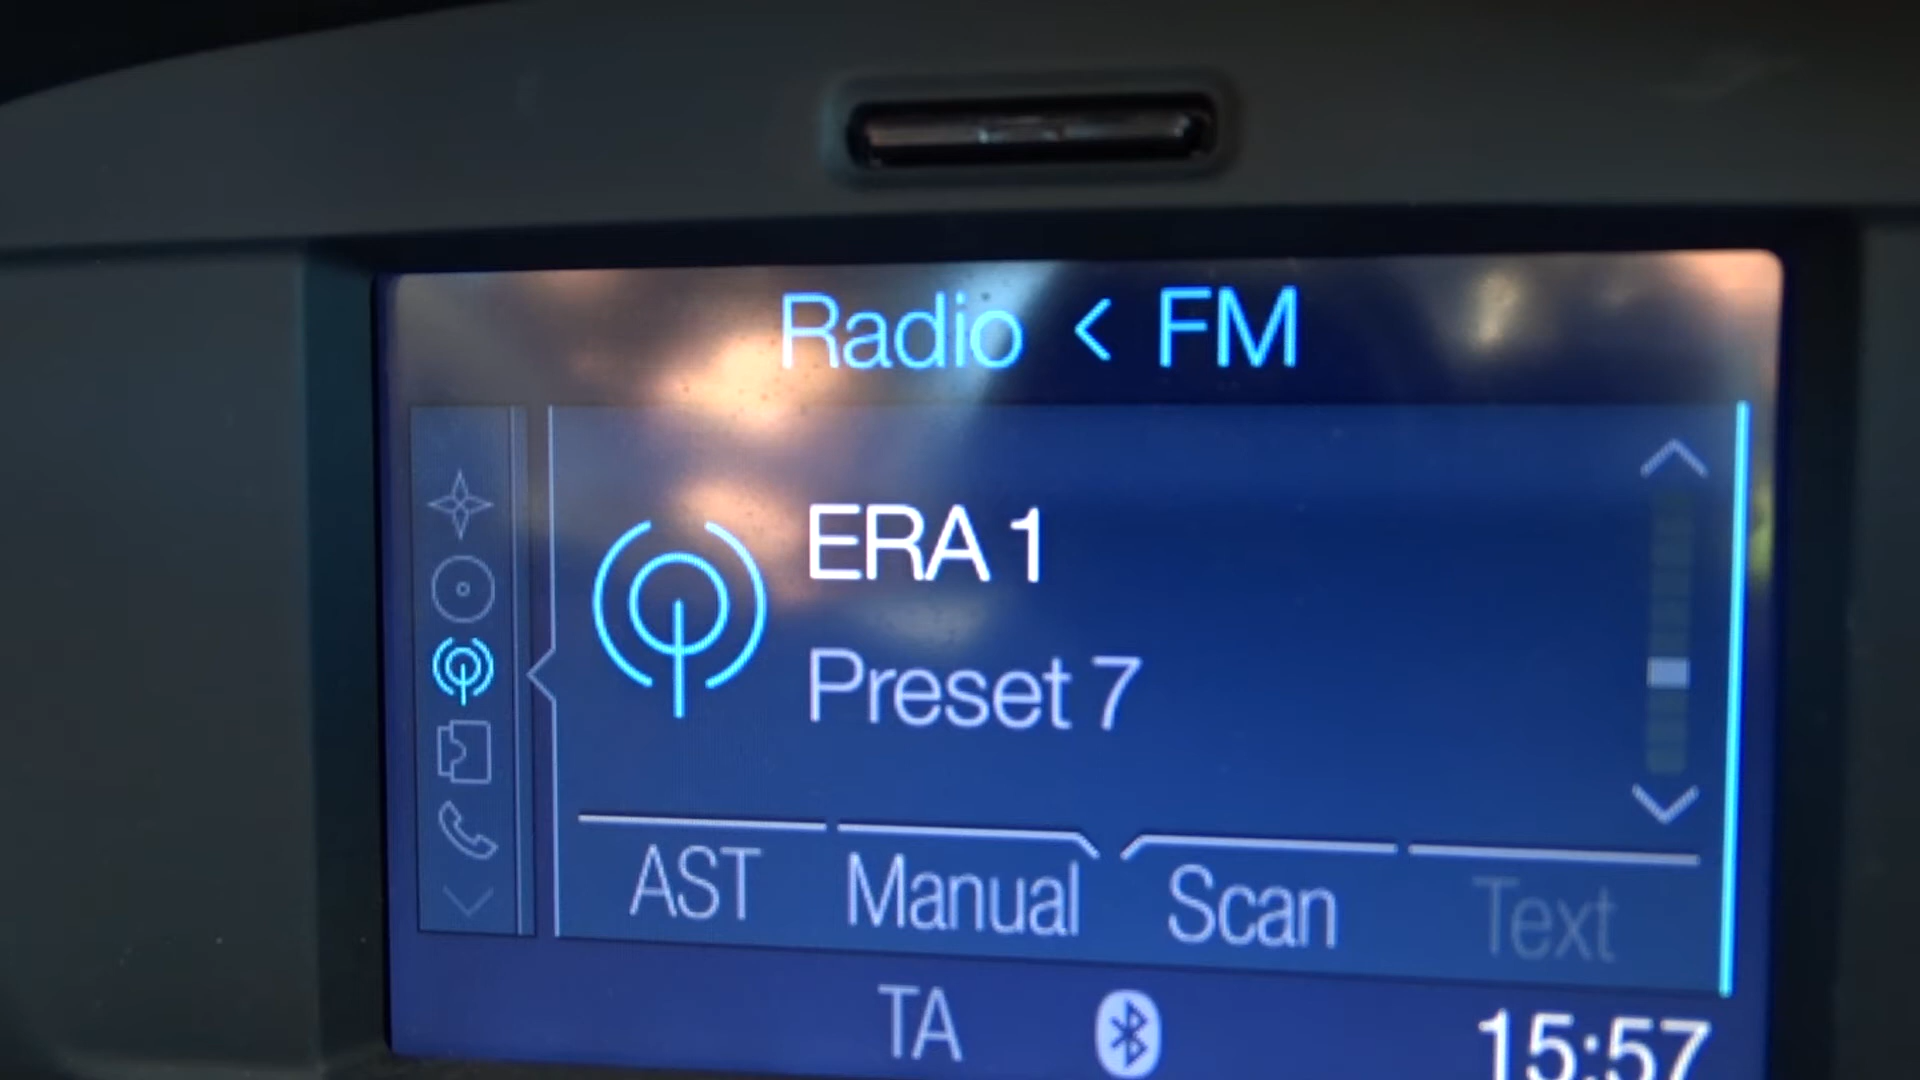 Radio < FM
ERA 1
Preset 7
AST Manual Scan Text
TA 15:57